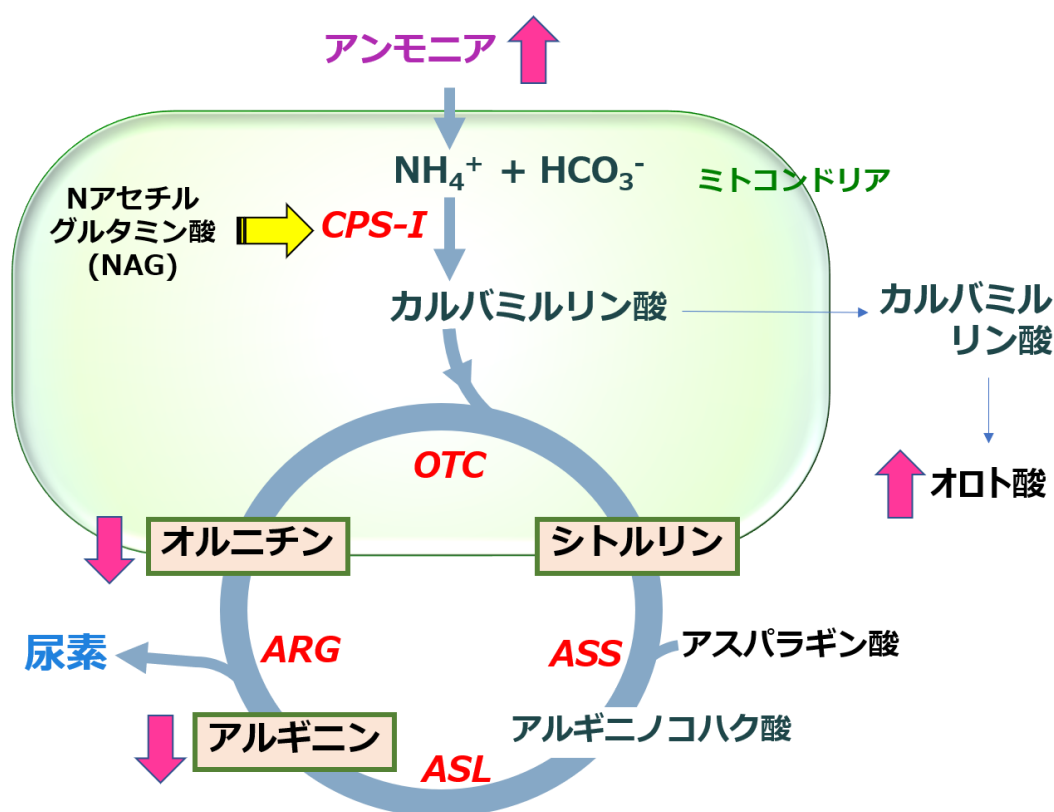 アンモニア
NH₄⁺ + HCO₃⁻
ミトコンドリア
Nアセチル
グルタミン酸
(NAG)
CPS-I
カルバミルリン酸
カルバミル
リン酸
OTC
オロト酸
オルニチン
シトルリン
尿素
ARG
ASS
アスパラギン酸
アルギニン
アルギニノコハク酸
ASL